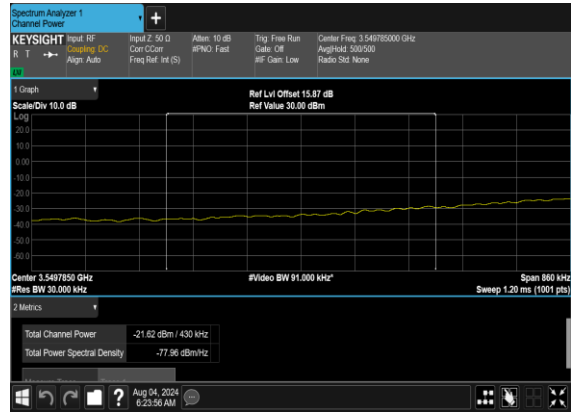 Spectrum Analyzer 1
Channel Power
KEYSIGHT
R T
Input: RF
Coupling: DC
Align: Auto
Input Z: 50 Ω
Corr CCorr
Freq Ref: Int (S)
Atten: 10 dB
#PNO: Fast
Trig: Free Run
Gate: Off
#IF Gain: Low
Center Freq: 3.549785000 GHz
Avg|Hold: 500/500
Radio Std: None
1 Graph
Scale/Div 10.0 dB
Ref Lvl Offset 15.87 dB
Ref Value 30.00 dBm
Log
20.0
10.0
0.00
-10.0
-20.0
-30.0
-40.0
-50.0
-60.0
Center 3.5497850 GHz
#Res BW 30.000 kHz
#Video BW 91.000 kHz*
Span 860 kHz
Sweep 1.20 ms (1001 pts)
2 Metrics
Total Channel Power -21.62 dBm / 430 kHz
Total Power Spectral Density -77.96 dBm/Hz
?
Aug 04, 2024
6:23:56 AM